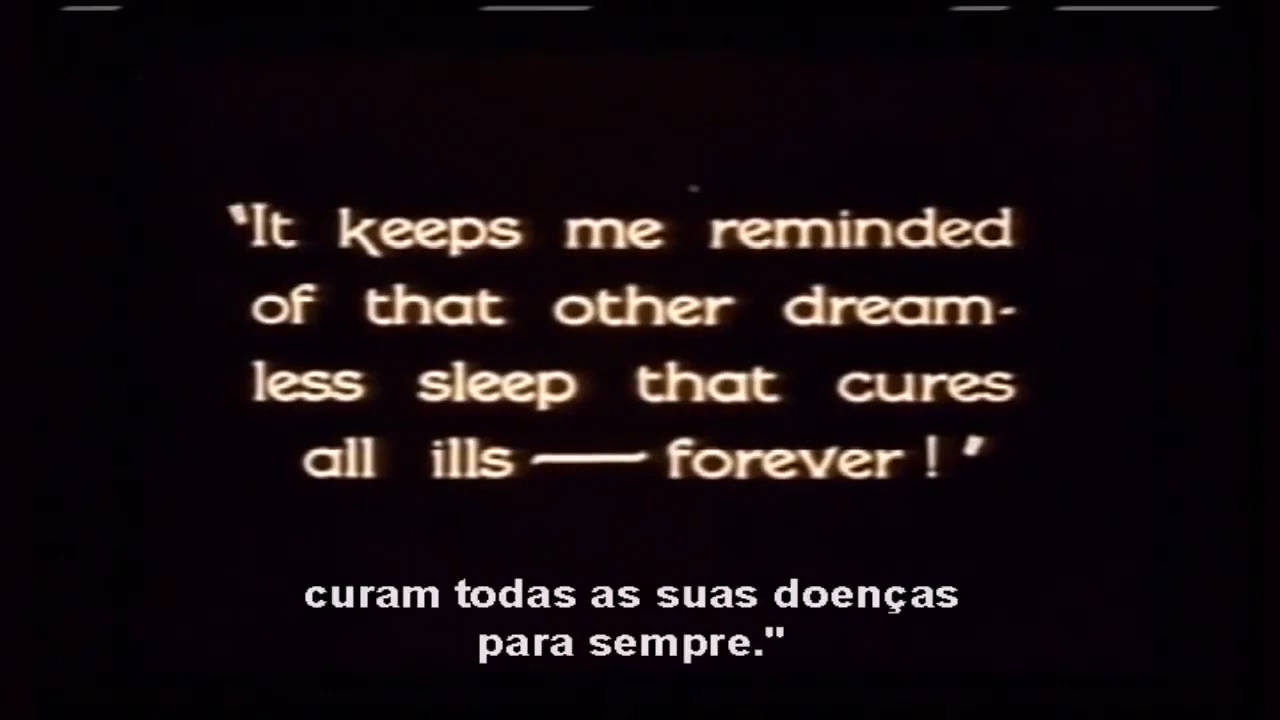 'It keeps me reminded
of that other dream-
less sleep that cures
all ills — forever!'
curam todas as suas doenças
para sempre."